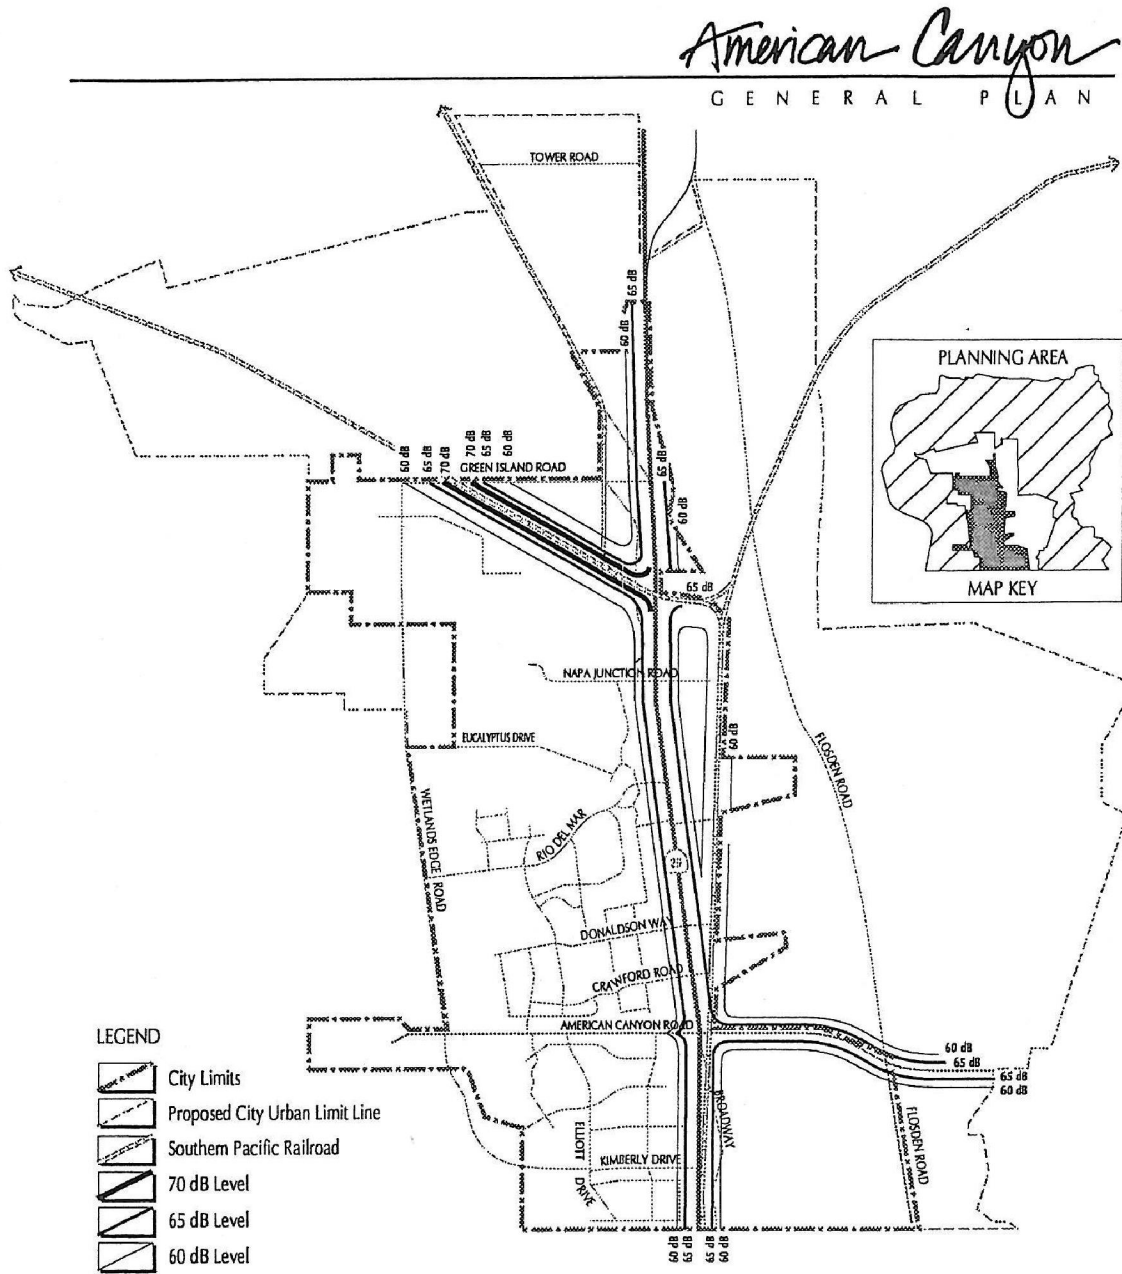 American Canyon
GENERAL PLAN
TOWER ROAD
65 dB
60 dB
PLANNING AREA
MAP KEY
60 dB
65 dB
70 dB
70 dB
65 dB
60 dB
GREEN ISLAND ROAD
65 dB
60 dB
65 dB
NAPA JUNCTION ROAD
60 dB
EUCALYPTUS DRIVE
FLOSDEN ROAD
WETLANDS EDGE ROAD
RIO DEL MAR
29
DONALDSON WAY
CRAWFORD ROAD
AMERICAN CANYON ROAD
60 dB
65 dB
65 dB
60 dB
BROADWAY
FLOSDEN ROAD
ELLIOTT DRIVE
KIMBERLY DRIVE
60 dB
65 dB
65 dB
60 dB
LEGEND
City Limits
Proposed City Urban Limit Line
Southern Pacific Railroad
70 dB Level
65 dB Level
60 dB Level